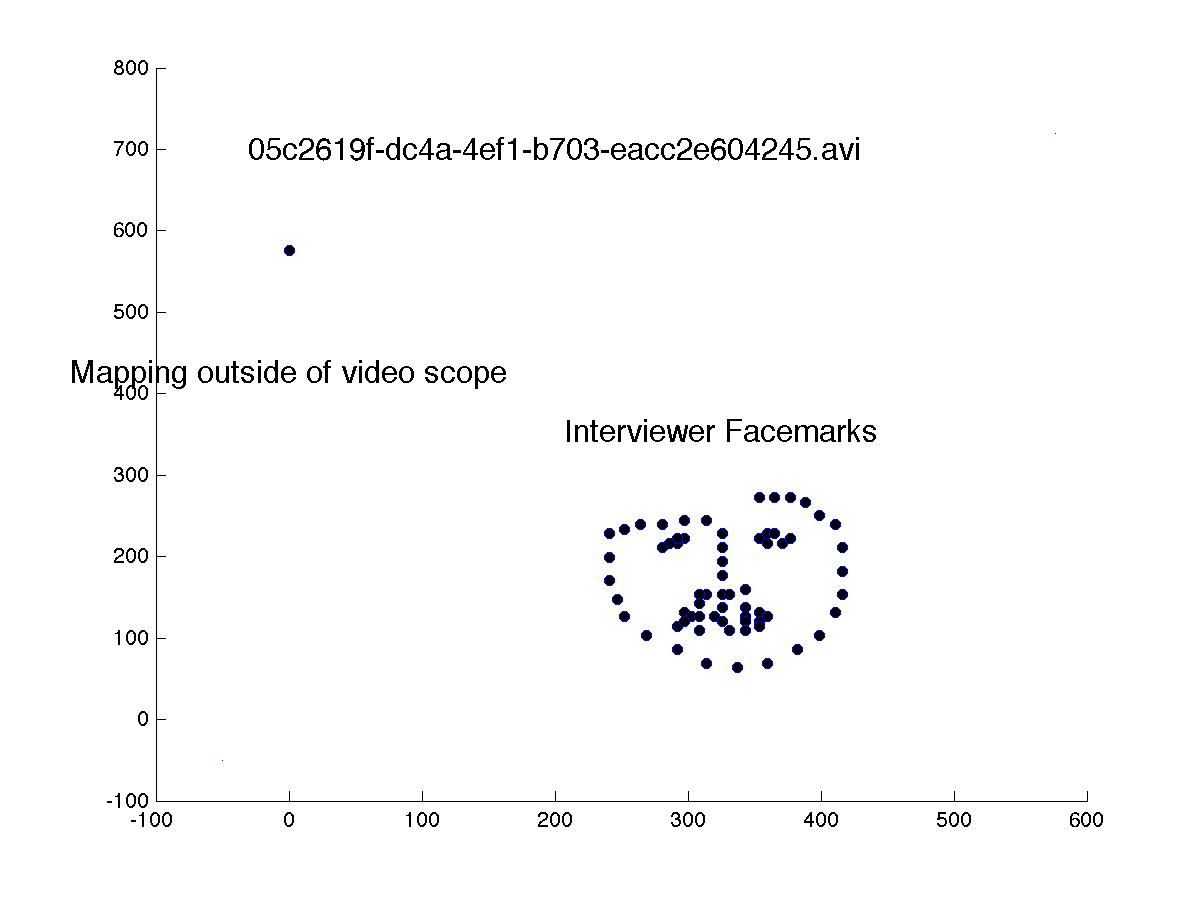 800
700
05c2619f-dc4a-4ef1-b703-eacc2e604245.avi
600
500
Mapping outside of video scope
400
Interviewer Facemarks
300
200
100
0
-100
-100 0 100 200 300 400 500 600